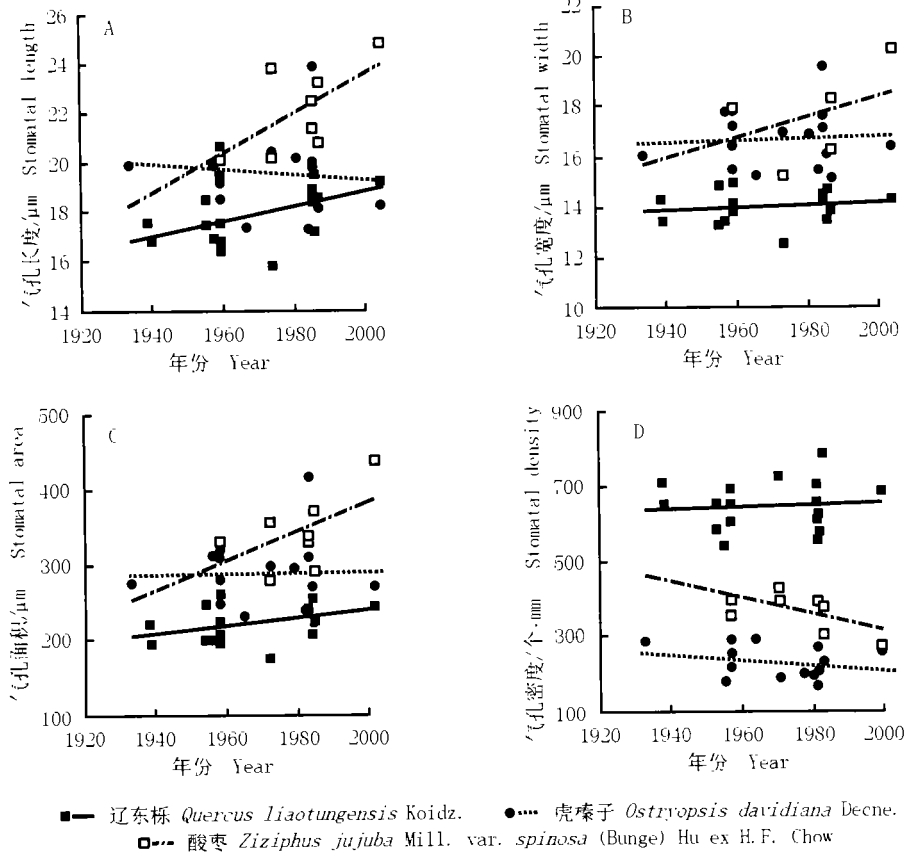 A
气孔长度/μm Stomatal length
26
24
22
20
18
16
14
1920 1940 1960 1980 2000
年份 Year
B
气孔宽度/μm Stomatal width
22
20
18
16
14
12
10
1920 1940 1960 1980 2000
年份 Year
C
气孔面积/μm Stomatal area
500
400
300
200
100
1920 1940 1960 1980 2000
年份 Year
D
气孔密度/个·mm Stomatal density
900
700
500
300
100
1920 1940 1960 1980 2000
年份 Year
辽东栎 Quercus liaotungensis Koidz. 虎榛子 Ostryopsis davidiana Decne.
酸枣 Ziziphus jujuba Mill. var. spinosa (Bunge) Hu ex H.F. Chow